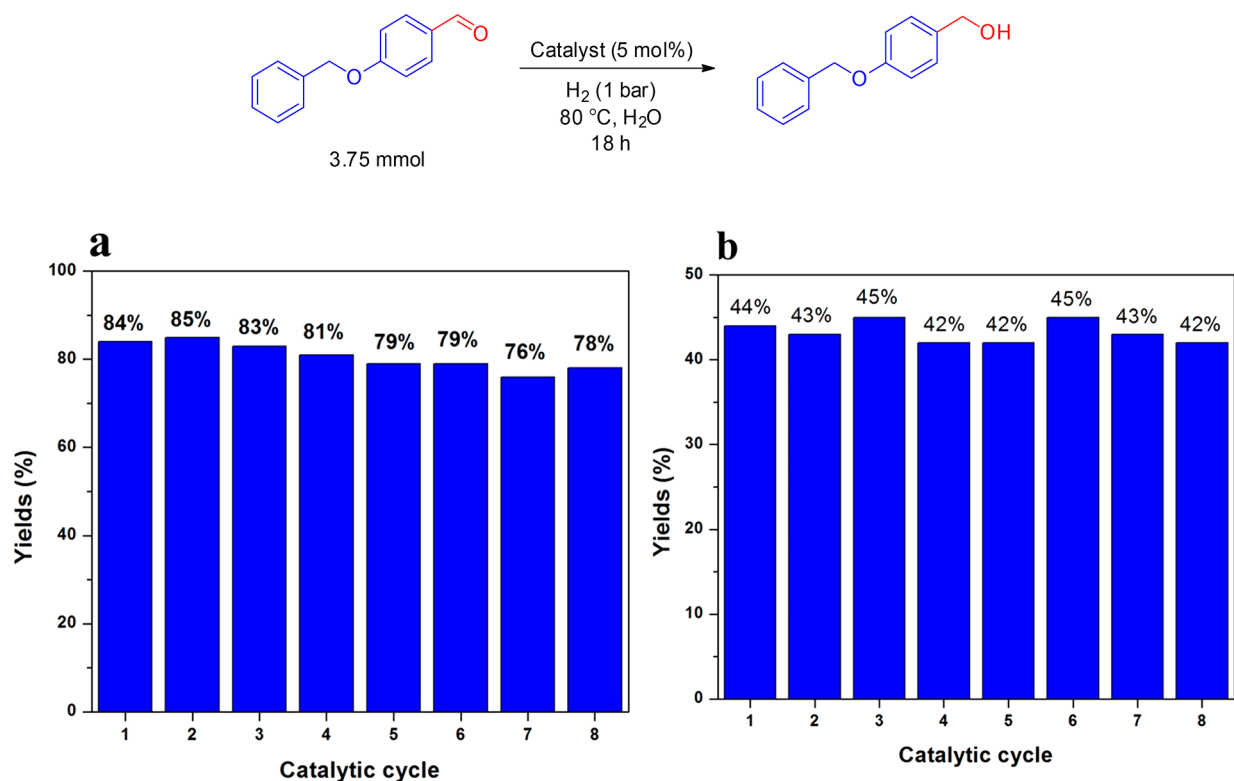 O
O
Catalyst (5 mol%)
H₂ (1 bar)
80 °C, H₂O
18 h
OH
O
3.75 mmol
a
100
80
60
40
20
0
84%
85%
83%
81%
79%
79%
76%
78%
1 2 3 4 5 6 7 8
Yields (%)
Catalytic cycle
b
50
40
30
20
10
0
44%
43%
45%
42%
42%
45%
43%
42%
1 2 3 4 5 6 7 8
Yields (%)
Catalytic cycle